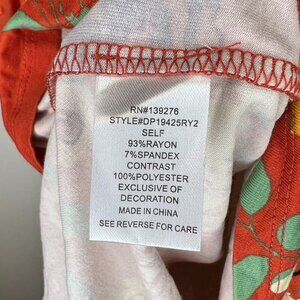 RN#139276
STYLE#DP19425RY2
SELF
93%RAYON
7%SPANDEX
CONTRAST
100%POLYESTER
EXCLUSIVE OF
DECORATION
MADE IN CHINA
SEE REVERSE FOR CARE